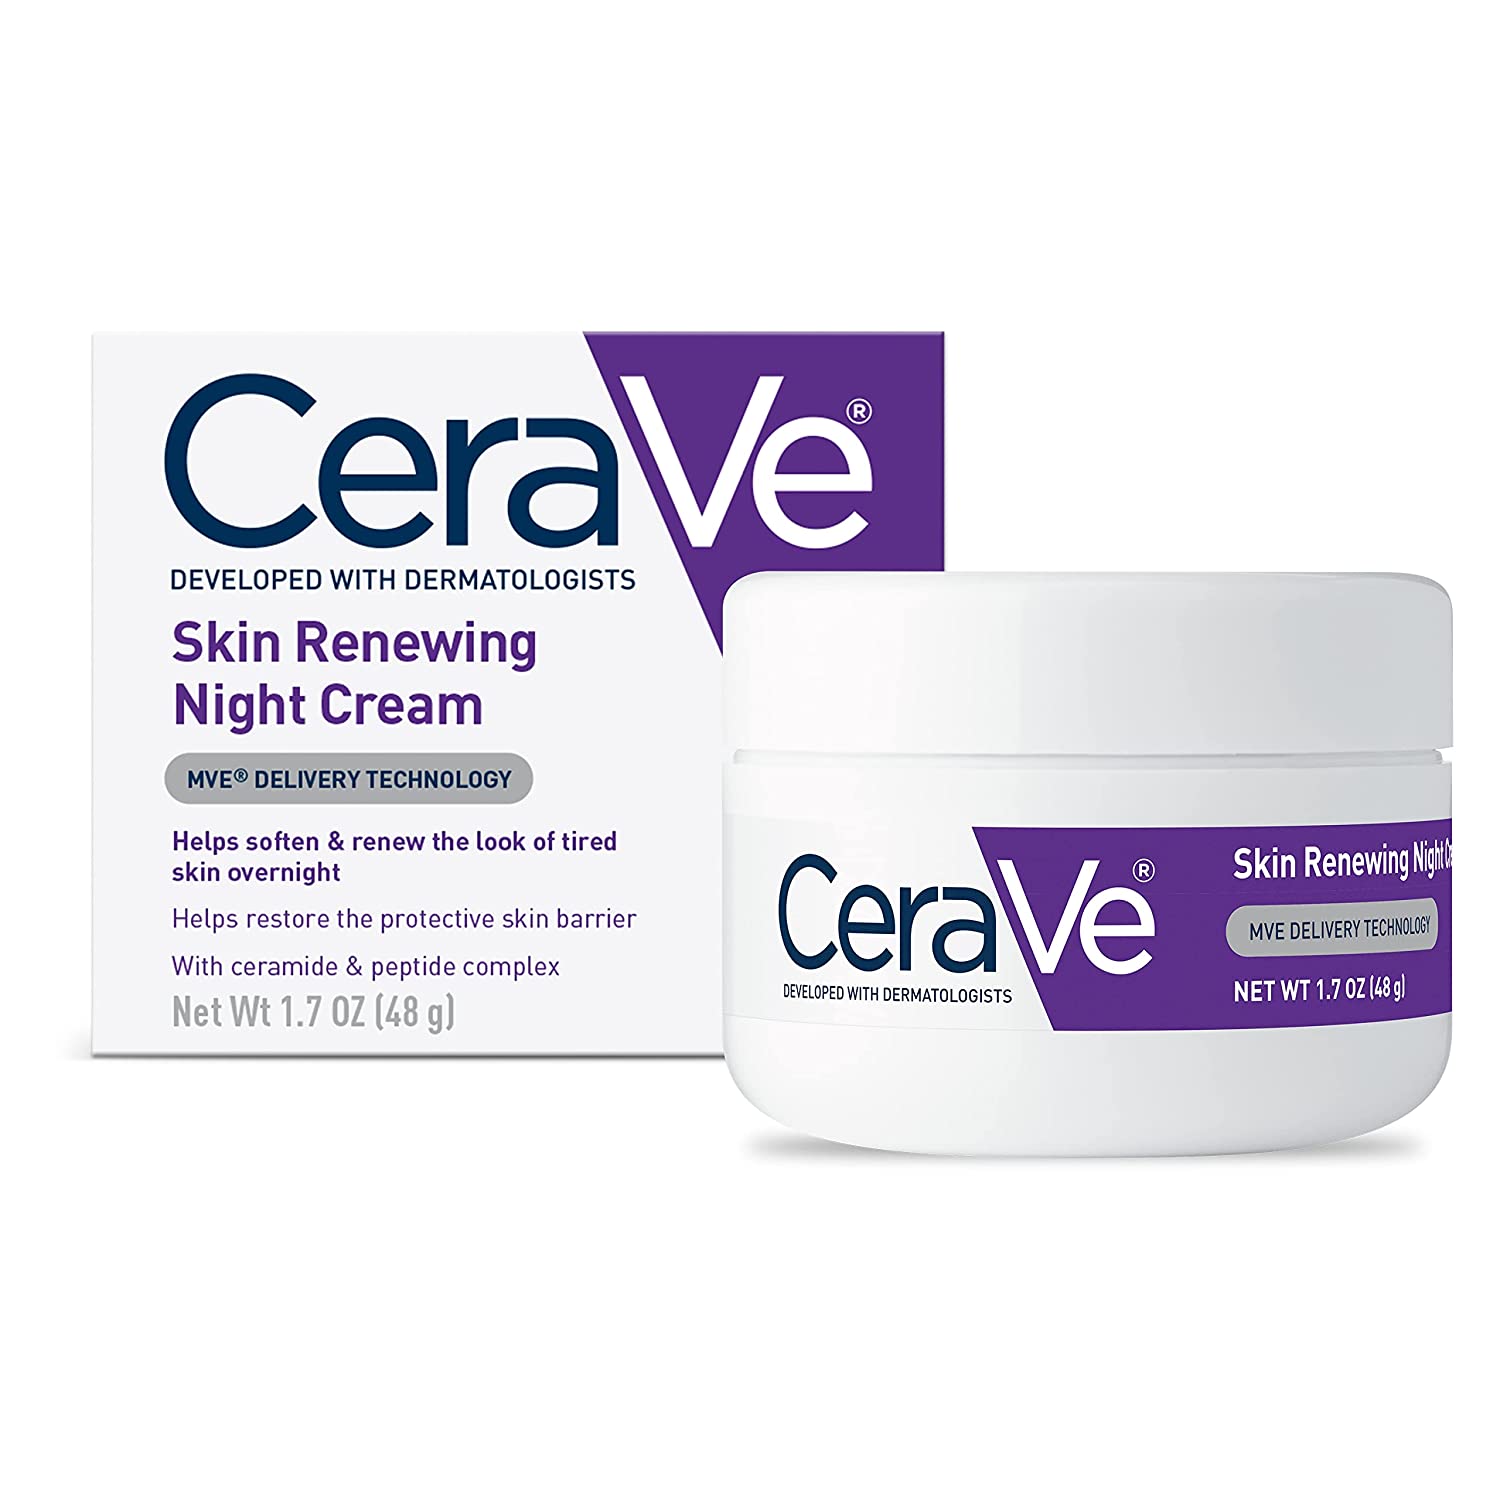 CeraVe®
DEVELOPED WITH DERMATOLOGISTS
Skin Renewing
Night Cream
MVE® DELIVERY TECHNOLOGY
Helps soften & renew the look of tired
skin overnight
Helps restore the protective skin barrier
With ceramide & peptide complex
Net Wt 1.7 OZ (48 g)
CeraVe®
DEVELOPED WITH DERMATOLOGISTS
Skin Renewing Night
MVE DELIVERY TECHNOLOGY
NET WT 1.7 OZ (48 g)